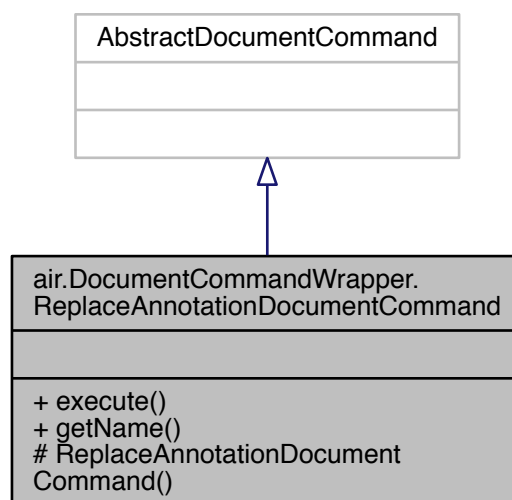 AbstractDocumentCommand
air.DocumentCommandWrapper.
ReplaceAnnotationDocumentCommand
+ execute()
+ getName()
# ReplaceAnnotationDocument
Command()